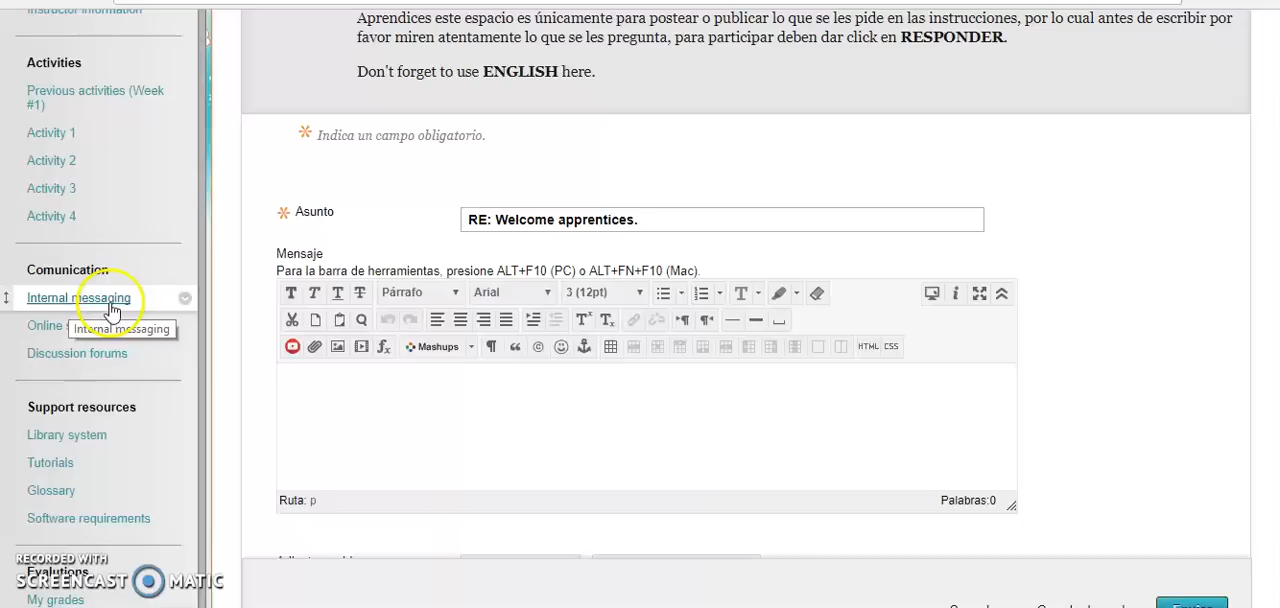 Instructor information
Activities
Previous activities (Week
#1)
Activity 1
Activity 2
Activity 3
Activity 4
Comunication
Internal messaging
Online
Internal messaging
Discussion forums
Support resources
Library system
Tutorials
Glossary
Software requirements
Evalutions
My grades
RECORDED WITH
SCREENCAST MATIC
Aprendices este espacio es únicamente para postear o publicar lo que se les pide en las instrucciones, por lo cual antes de escribir por
favor miren atentamente lo que se les pregunta, para participar deben dar click en RESPONDER.
Don't forget to use ENGLISH here.
Indica un campo obligatorio.
Asunto
RE: Welcome apprentices.
Mensaje
Para la barra de herramientas, presione ALT+F10 (PC) o ALT+FN+F10 (Mac).
T T T T Párrafo Arial 3 (12pt) T
Mashups HTML CSS
Ruta: p Palabras:0